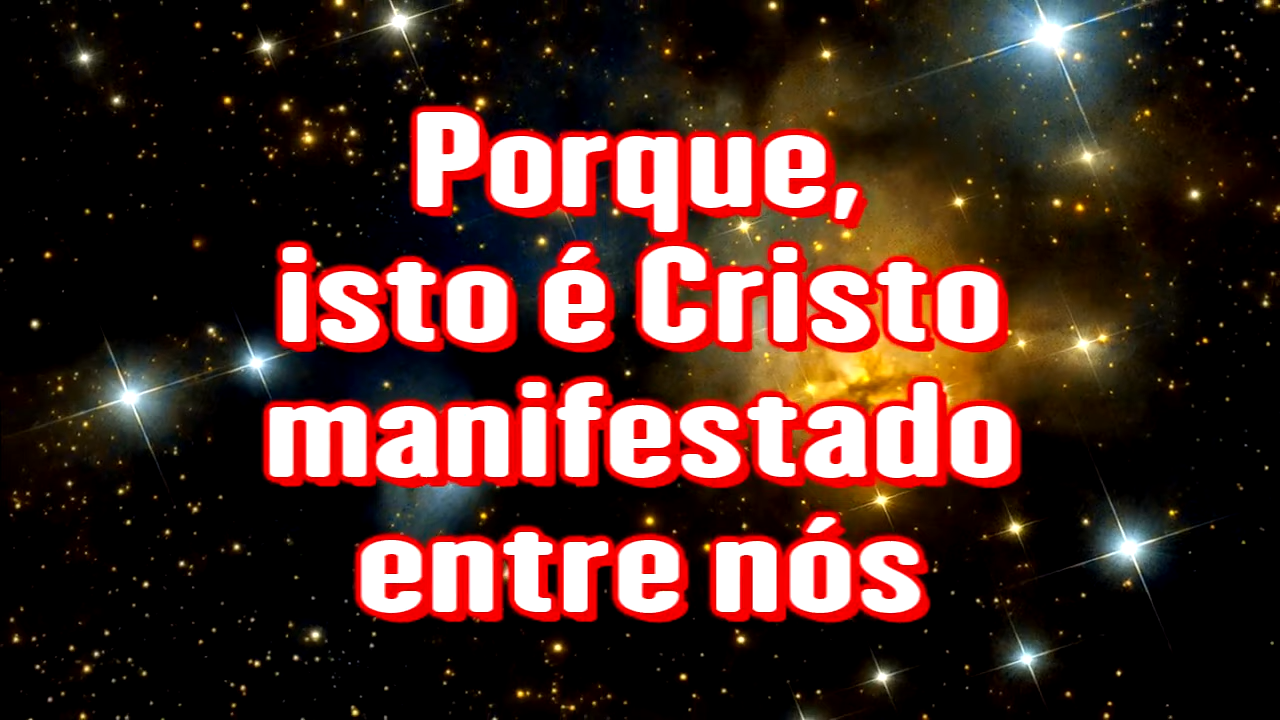 Porque,
isto é Cristo
manifestado
entre nós